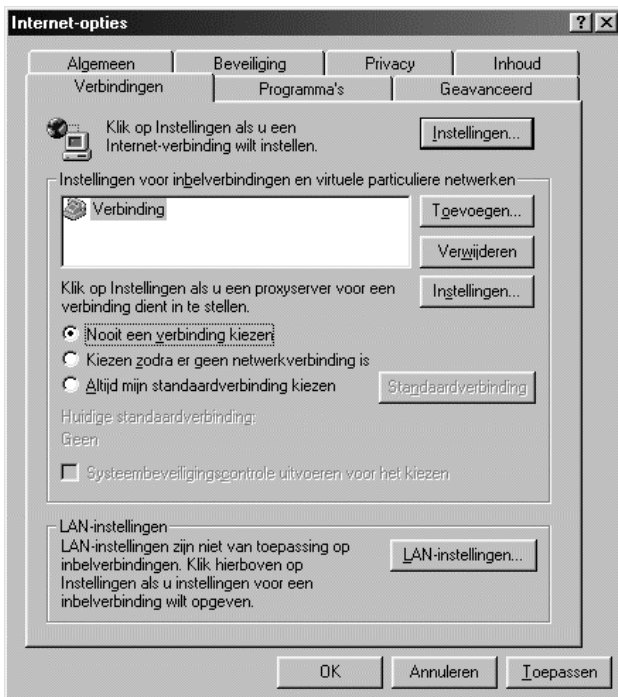 Internet-opties
Algemeen
Beveiliging
Privacy
Inhoud
Verbindingen
Programma's
Geavanceerd
Klik op Instellingen als u een
Internet-verbinding wilt instellen.
Instellingen...
Instellingen voor inbelverbindingen en virtuele particuliere netwerken
Verbinding
Toevoegen...
Verwijderen
Klik op Instellingen als u een proxyserver voor een
verbinding dient in te stellen.
Instellingen...
Nooit een verbinding kiezen
Kiezen zodra er geen netwerkverbinding is
Altijd mijn standaardverbinding kiezen
Standaardverbinding
Huidige standaardverbinding:
Geen
Systeembeveiligingscontrole uitvoeren voor het kiezen
LAN-instellingen
LAN-instellingen zijn niet van toepassing op
inbelverbindingen. Klik hierboven op
Instellingen als u instellingen voor een
inbelverbinding wilt opgeven.
LAN-instellingen...
OK
Annuleren
Toepassen